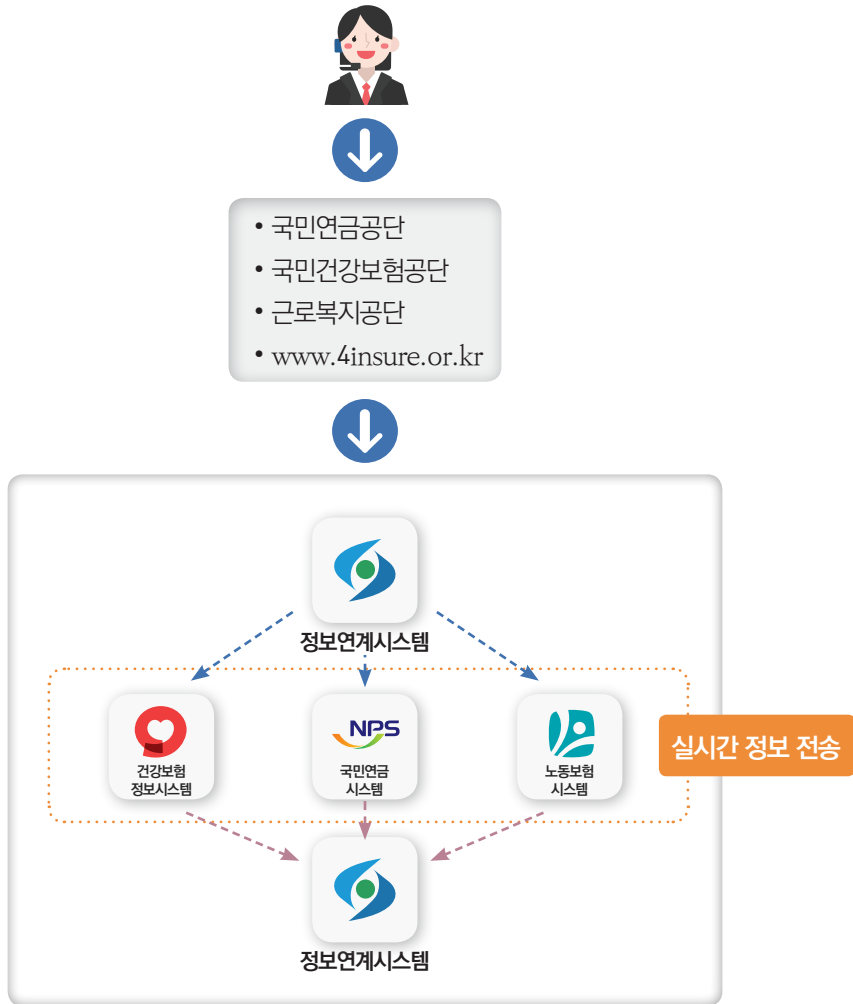 • 국민연금공단
• 국민건강보험공단
• 근로복지공단
• www.4insure.or.kr
정보연계시스템
건강보험
정보시스템
NPS
국민연금
시스템
노동보험
시스템
실시간 정보 전송
정보연계시스템